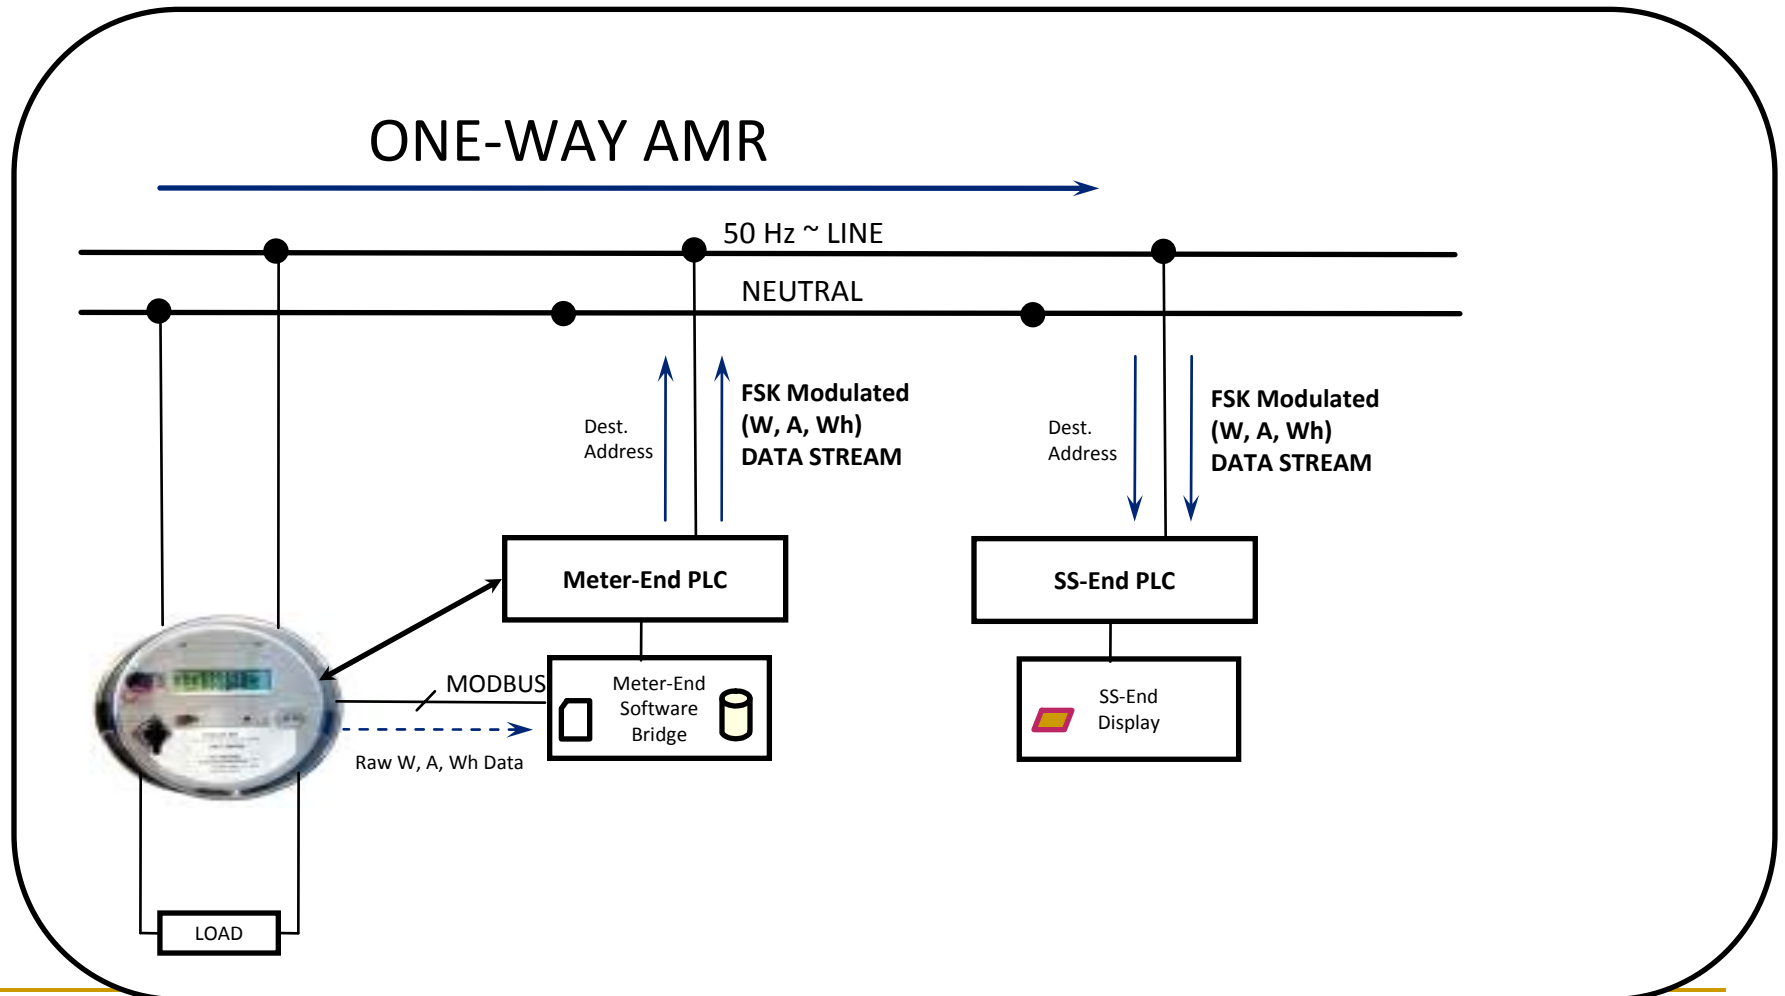 ONE-WAY AMR
50 Hz ~ LINE
NEUTRAL
Dest.
Address
FSK Modulated
(W, A, Wh)
DATA STREAM
Dest.
Address
FSK Modulated
(W, A, Wh)
DATA STREAM
Meter-End PLC
SS-End PLC
MODBUS
Meter-End
Software
Bridge
SS-End
Display
Raw W, A, Wh Data
LOAD